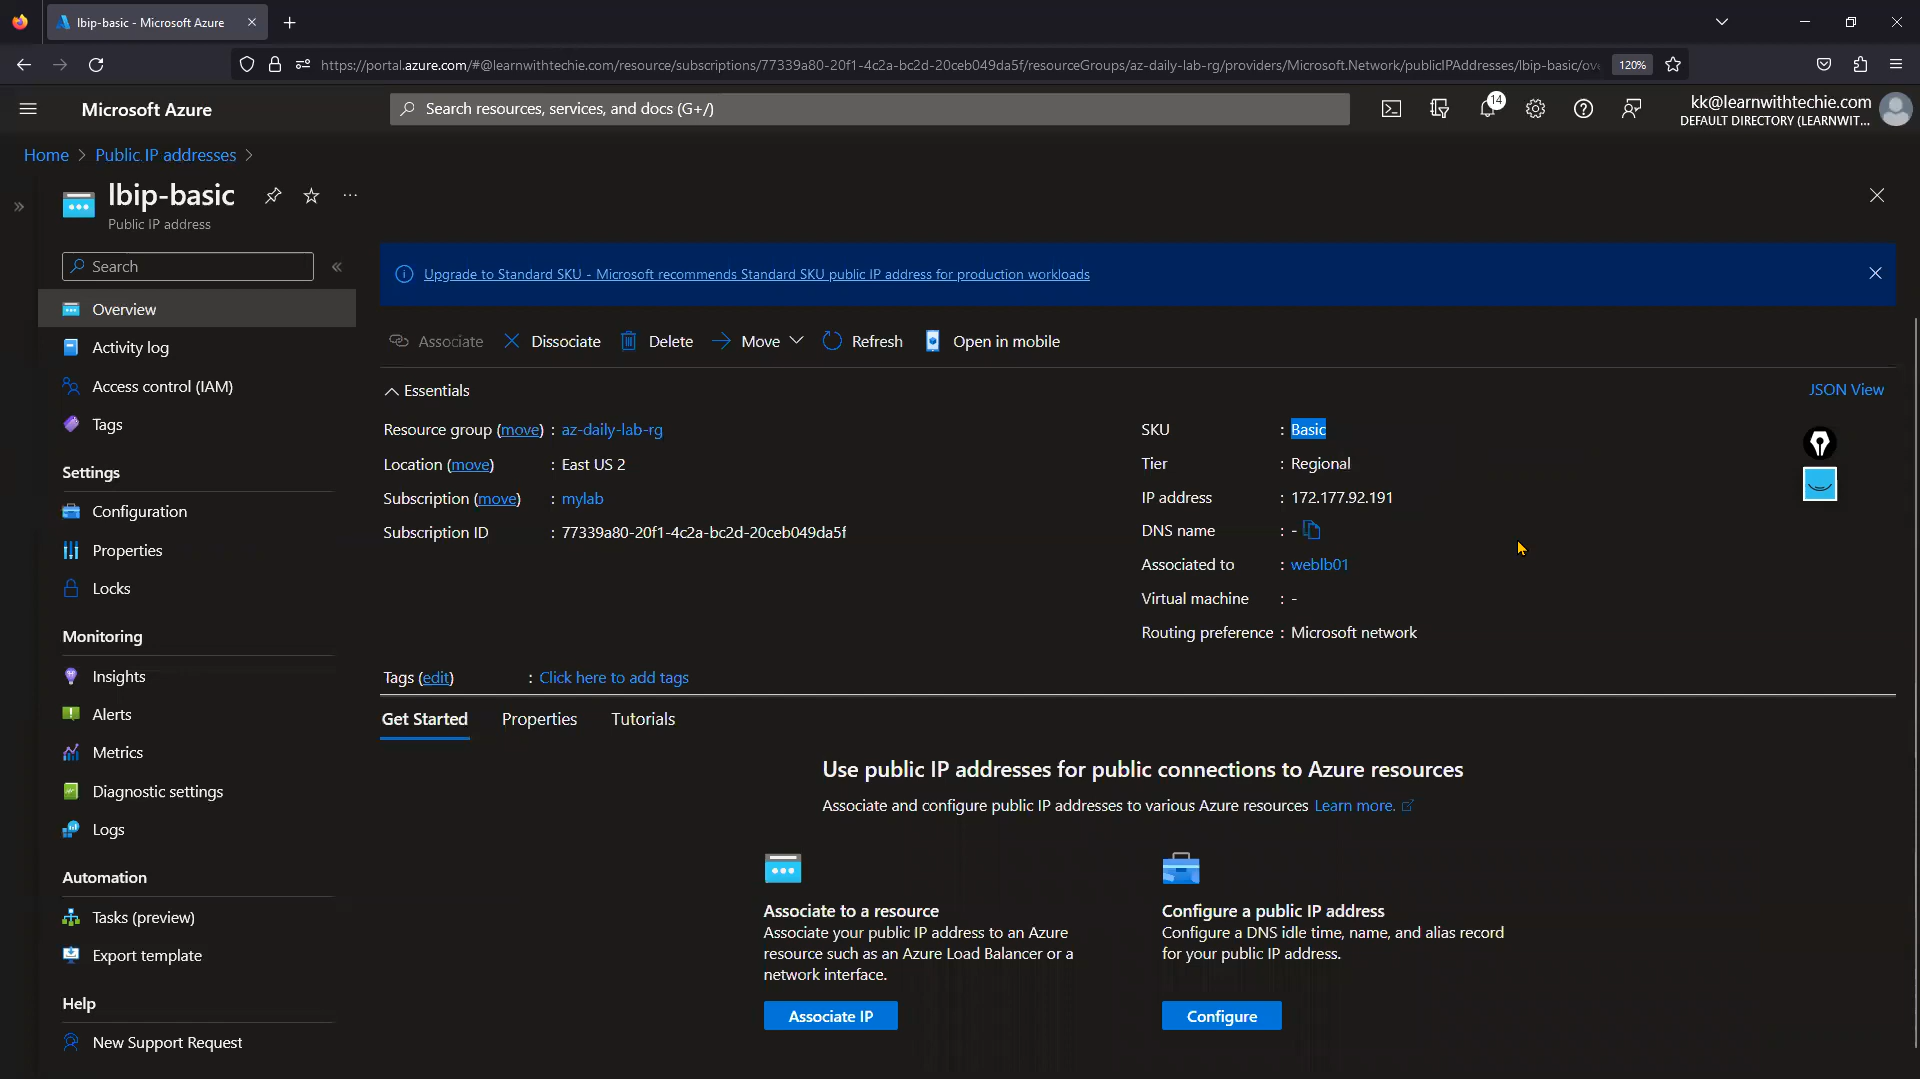 lbip-basic - Microsoft Azure
https://portal.azure.com/#@learnwithtechie.com/resource/subscriptions/77339a80-20f1-4c2a-bc2d-20ceb049da5f/resourceGroups/az-daily-lab-rg/providers/Microsoft.Network/publicIPAddresses/lbip-basic/ov
120%
Microsoft Azure
Search resources, services, and docs (G+/)
14
kk@learnwithtechie.com
DEFAULT DIRECTORY (LEARNWIT...
Home > Public IP addresses >
lbip-basic
Public IP address
Search
Overview
Activity log
Access control (IAM)
Tags
Settings
Configuration
Properties
Locks
Monitoring
Insights
Alerts
Metrics
Diagnostic settings
Logs
Automation
Tasks (preview)
Export template
Help
New Support Request
Upgrade to Standard SKU - Microsoft recommends Standard SKU public IP address for production workloads
Associate Dissociate Delete Move Refresh Open in mobile
Essentials
JSON View
Resource group (move) : az-daily-lab-rg
Location (move) : East US 2
Subscription (move) : mylab
Subscription ID : 77339a80-20f1-4c2a-bc2d-20ceb049da5f
SKU : Basic
Tier : Regional
IP address : 172.177.92.191
DNS name : -
Associated to : weblb01
Virtual machine : -
Routing preference : Microsoft network
Tags (edit) : Click here to add tags
Get Started Properties Tutorials
Use public IP addresses for public connections to Azure resources
Associate and configure public IP addresses to various Azure resources Learn more.
Associate to a resource
Associate your public IP address to an Azure
resource such as an Azure Load Balancer or a
network interface.
Associate IP
Configure a public IP address
Configure a DNS idle time, name, and alias record
for your public IP address.
Configure